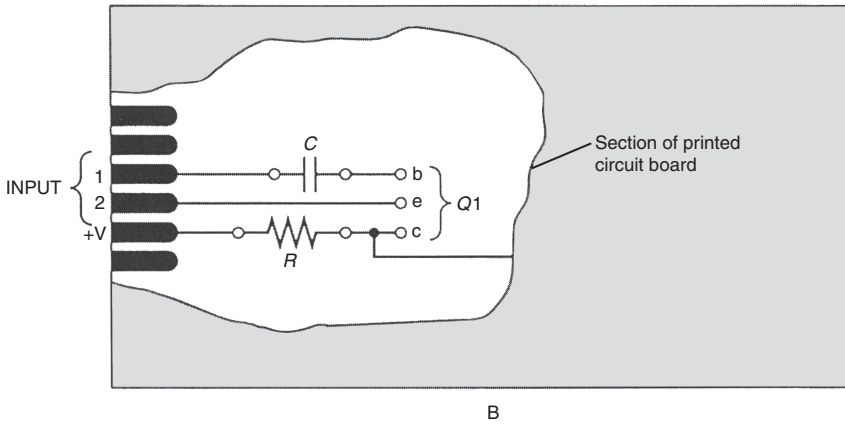 C
1
b
INPUT
2
e
Q1
+V
c
R
Section of printed
circuit board
B